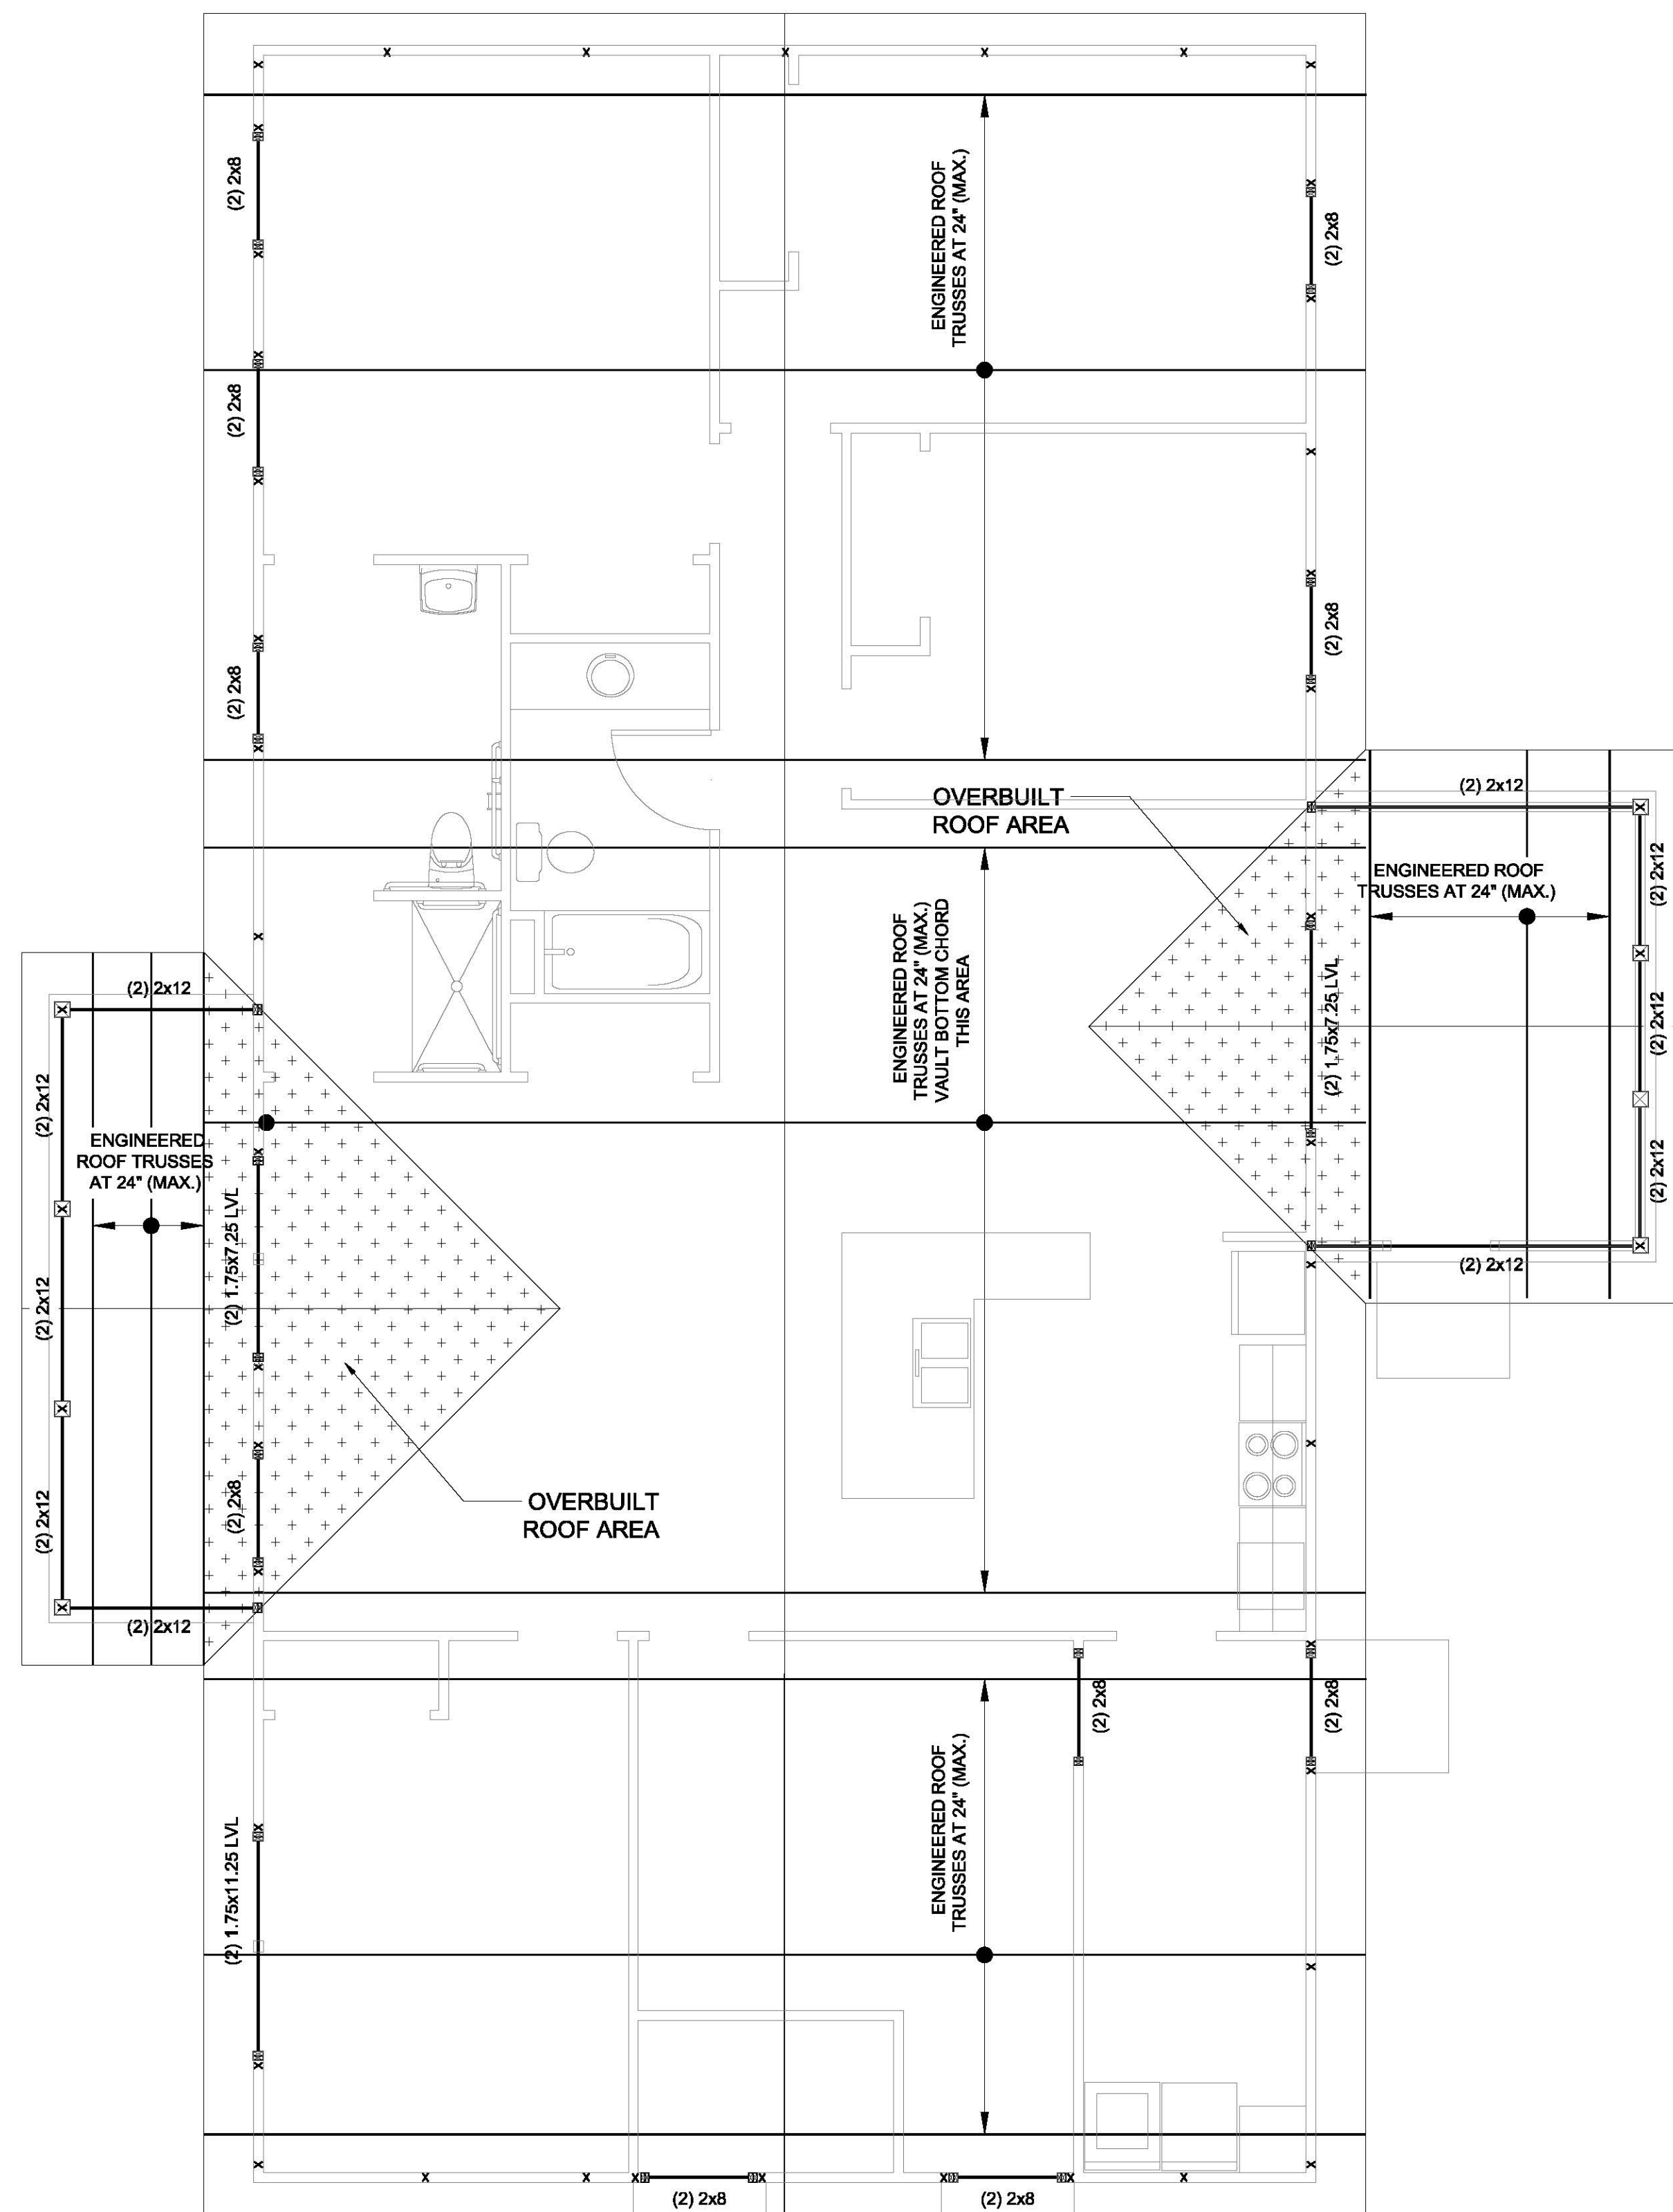 (2) 2x8
ENGINEERED ROOF
TRUSSES AT 24" (MAX.)
(2) 2x8
(2) 2x8
(2) 2x8
(2) 2x8
OVERBUILT
ROOF AREA
(2) 2x12
ENGINEERED ROOF
TRUSSES AT 24" (MAX.)
(2) 2x12
(2) 2x12
(2) 2x12
(2) 1.75x7.25 LVL
(2) 2x12
ENGINEERED ROOF
TRUSSES AT 24" (MAX.)
VAULT BOTTOM CHORD
THIS AREA
(2) 2x12
(2) 2x12
ENGINEERED
ROOF TRUSSES
AT 24" (MAX.)
(2) 1.75x7.25 LVL
(2) 2x12
(2) 2x12
(2) 2x8
OVERBUILT
ROOF AREA
(2) 2x12
(2) 2x8
(2) 2x8
ENGINEERED ROOF
TRUSSES AT 24" (MAX.)
(2) 1.75x11.25 LVL
(2) 2x8
(2) 2x8